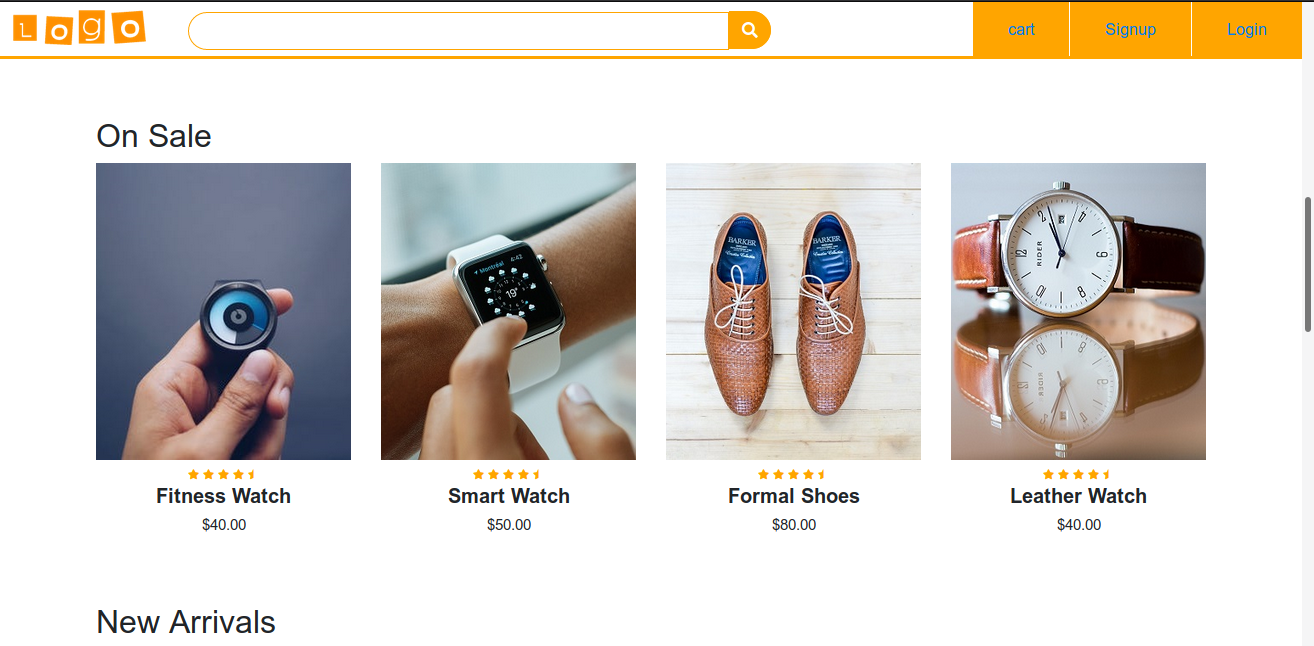 Logo
cart Signup Login
On Sale
Montréal 4:42
19°
BARKER BARKER
RIDER
Fitness Watch Smart Watch Formal Shoes Leather Watch
$40.00 $50.00 $80.00 $40.00
New Arrivals